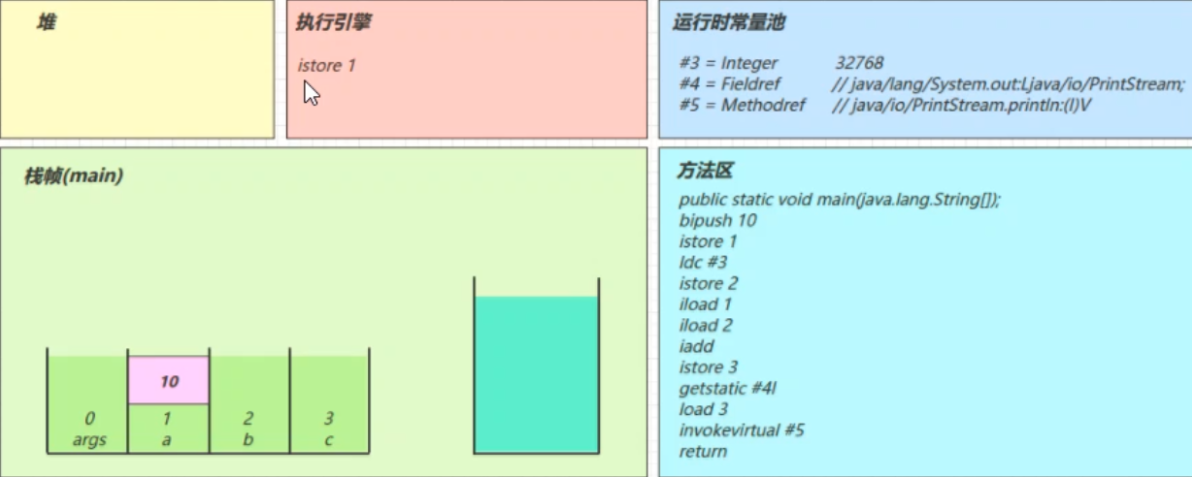 堆
执行引擎
istore 1
运行时常量池
#3 = Integer 32768
#4 = Fieldref // java/lang/System.out:Ljava/io/PrintStream;
#5 = Methodref // java/io/PrintStream.println:(I)V
栈帧(main)
10
0 1 2 3
args a b c
方法区
public static void main(java.lang.String[]);
bipush 10
istore 1
ldc #3
istore 2
iload 1
iload 2
iadd
istore 3
getstatic #4l
load 3
invokevirtual #5
return